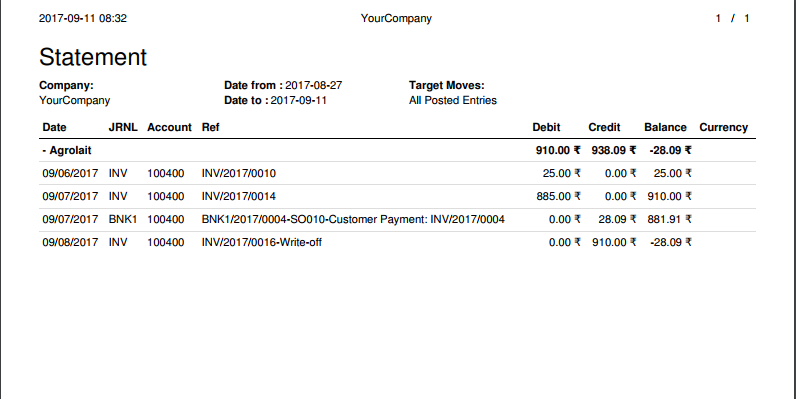 2017-09-11 08:32 YourCompany 1 / 1
Statement
Company: Date from : 2017-08-27 Target Moves:
YourCompany Date to : 2017-09-11 All Posted Entries
Date JRNL Account Ref Debit Credit Balance Currency
- Agrolait 910.00 ₹ 938.09 ₹ -28.09 ₹
09/06/2017 INV 100400 INV/2017/0010 25.00 ₹ 0.00 ₹ 25.00 ₹
09/07/2017 INV 100400 INV/2017/0014 885.00 ₹ 0.00 ₹ 910.00 ₹
09/07/2017 BNK1 100400 BNK1/2017/0004-SO010-Customer Payment: INV/2017/0004 0.00 ₹ 28.09 ₹ 881.91 ₹
09/08/2017 INV 100400 INV/2017/0016-Write-off 0.00 ₹ 910.00 ₹ -28.09 ₹